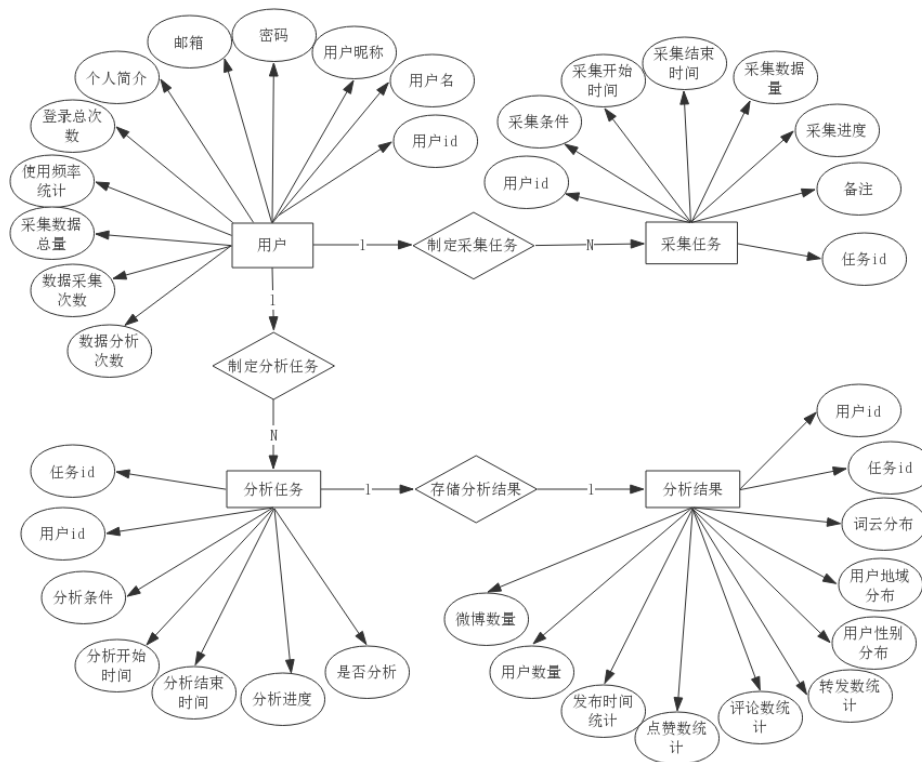 邮箱
密码
用户昵称
个人简介
用户名
登录总次
数
用户id
使用频率
统计
采集数据
总量
数据采集
次数
数据分析
次数
用户
1
制定采集任务
N
采集任务
采集开始
时间
采集结束
时间
采集数据
量
采集条件
采集进度
用户id
备注
任务id
1
制定分析任务
N
任务id
分析任务
1
存储分析结果
1
分析结果
用户id
分析条件
分析开始
时间
分析结束
时间
分析进度
是否分析
用户id
任务id
词云分布
用户地域
分布
用户性别
分布
微博数量
用户数量
发布时间
统计
点赞数统
计
评论数统
计
转发数统
计